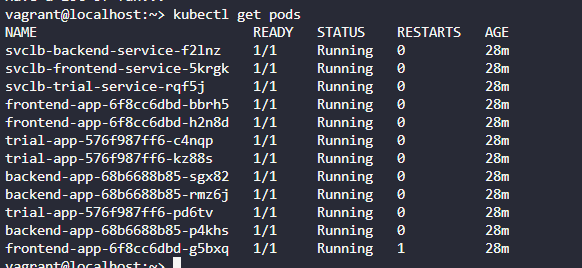 vagrant@localhost:~> kubectl get pods
NAME READY STATUS RESTARTS AGE
svclb-backend-service-f2lnz 1/1 Running 0 28m
svclb-frontend-service-5krgk 1/1 Running 0 28m
svclb-trial-service-rqf5j 1/1 Running 0 28m
frontend-app-6f8cc6dbd-bbrh5 1/1 Running 0 28m
frontend-app-6f8cc6dbd-h2n8d 1/1 Running 0 28m
trial-app-576f987ff6-c4nqp 1/1 Running 0 28m
trial-app-576f987ff6-kz88s 1/1 Running 0 28m
backend-app-68b6688b85-sgx82 1/1 Running 0 28m
backend-app-68b6688b85-rmz6j 1/1 Running 0 28m
trial-app-576f987ff6-pd6tv 1/1 Running 0 28m
backend-app-68b6688b85-p4khs 1/1 Running 0 28m
frontend-app-6f8cc6dbd-g5bxq 1/1 Running 1 28m
vagrant@localhost:~>